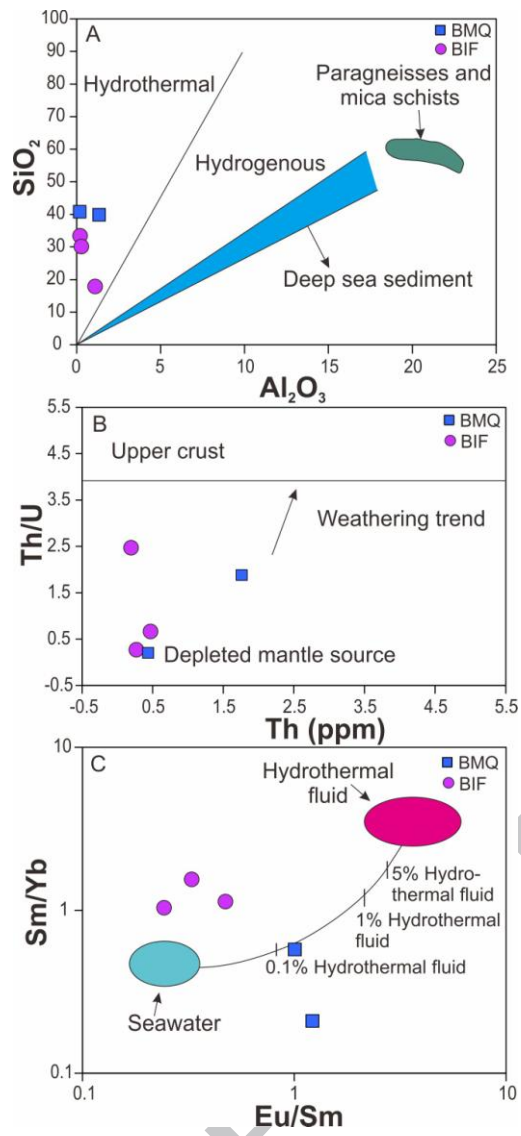 A
BMQ
BIF
Hydrothermal
Paragneisses and
mica schists
Hydrogenous
Deep sea sediment
SiO₂
100
90
80
70
60
50
40
30
20
10
0
0 5 10 15 20 25
Al₂O₃
B
BMQ
BIF
Upper crust
Weathering trend
Depleted mantle source
Th/U
5.5
4.5
3.5
2.5
1.5
0.5
-0.5
-0.5 0.5 1.5 2.5 3.5 4.5 5.5
Th (ppm)
C
BMQ
BIF
Hydrothermal
fluid
5% Hydro-
thermal fluid
1% Hydrothermal
fluid
0.1% Hydrothermal fluid
Seawater
Sm/Yb
10
1
0.1
0.1 1 10
Eu/Sm